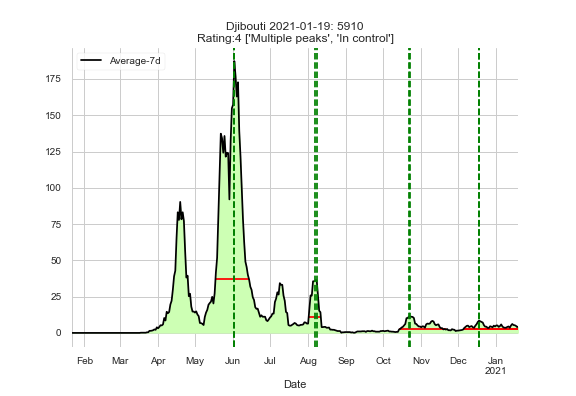 Djibouti 2021-01-19: 5910
Rating:4 ['Multiple peaks', 'In control']
Average-7d
175
150
125
100
75
50
25
0
Feb Mar Apr May Jun Jul Aug Sep Oct Nov Dec Jan
2021
Date